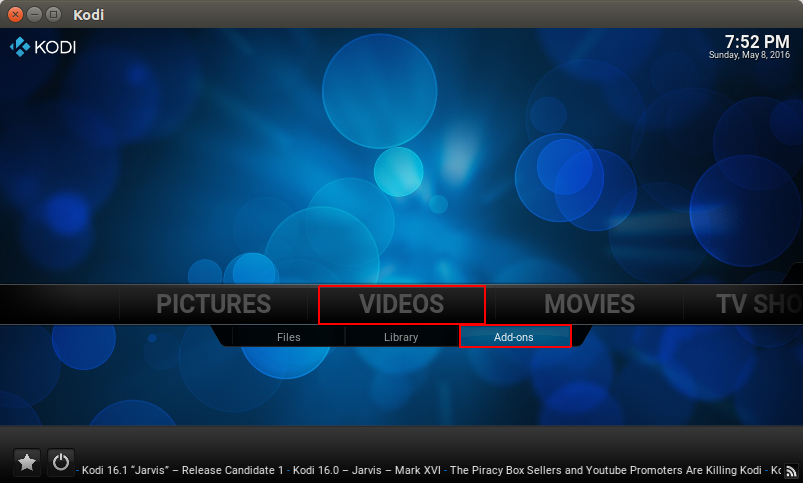 Kodi
KODI
7:52 PM
Sunday, May 8, 2016
PICTURES VIDEOS MOVIES TV SHO
Files Library Add-ons
- Kodi 16.1 “Jarvis” – Release Candidate 1 - Kodi 16.0 – Jarvis – Mark XVI - The Piracy Box Sellers and Youtube Promoters Are Killing Kodi - Ko